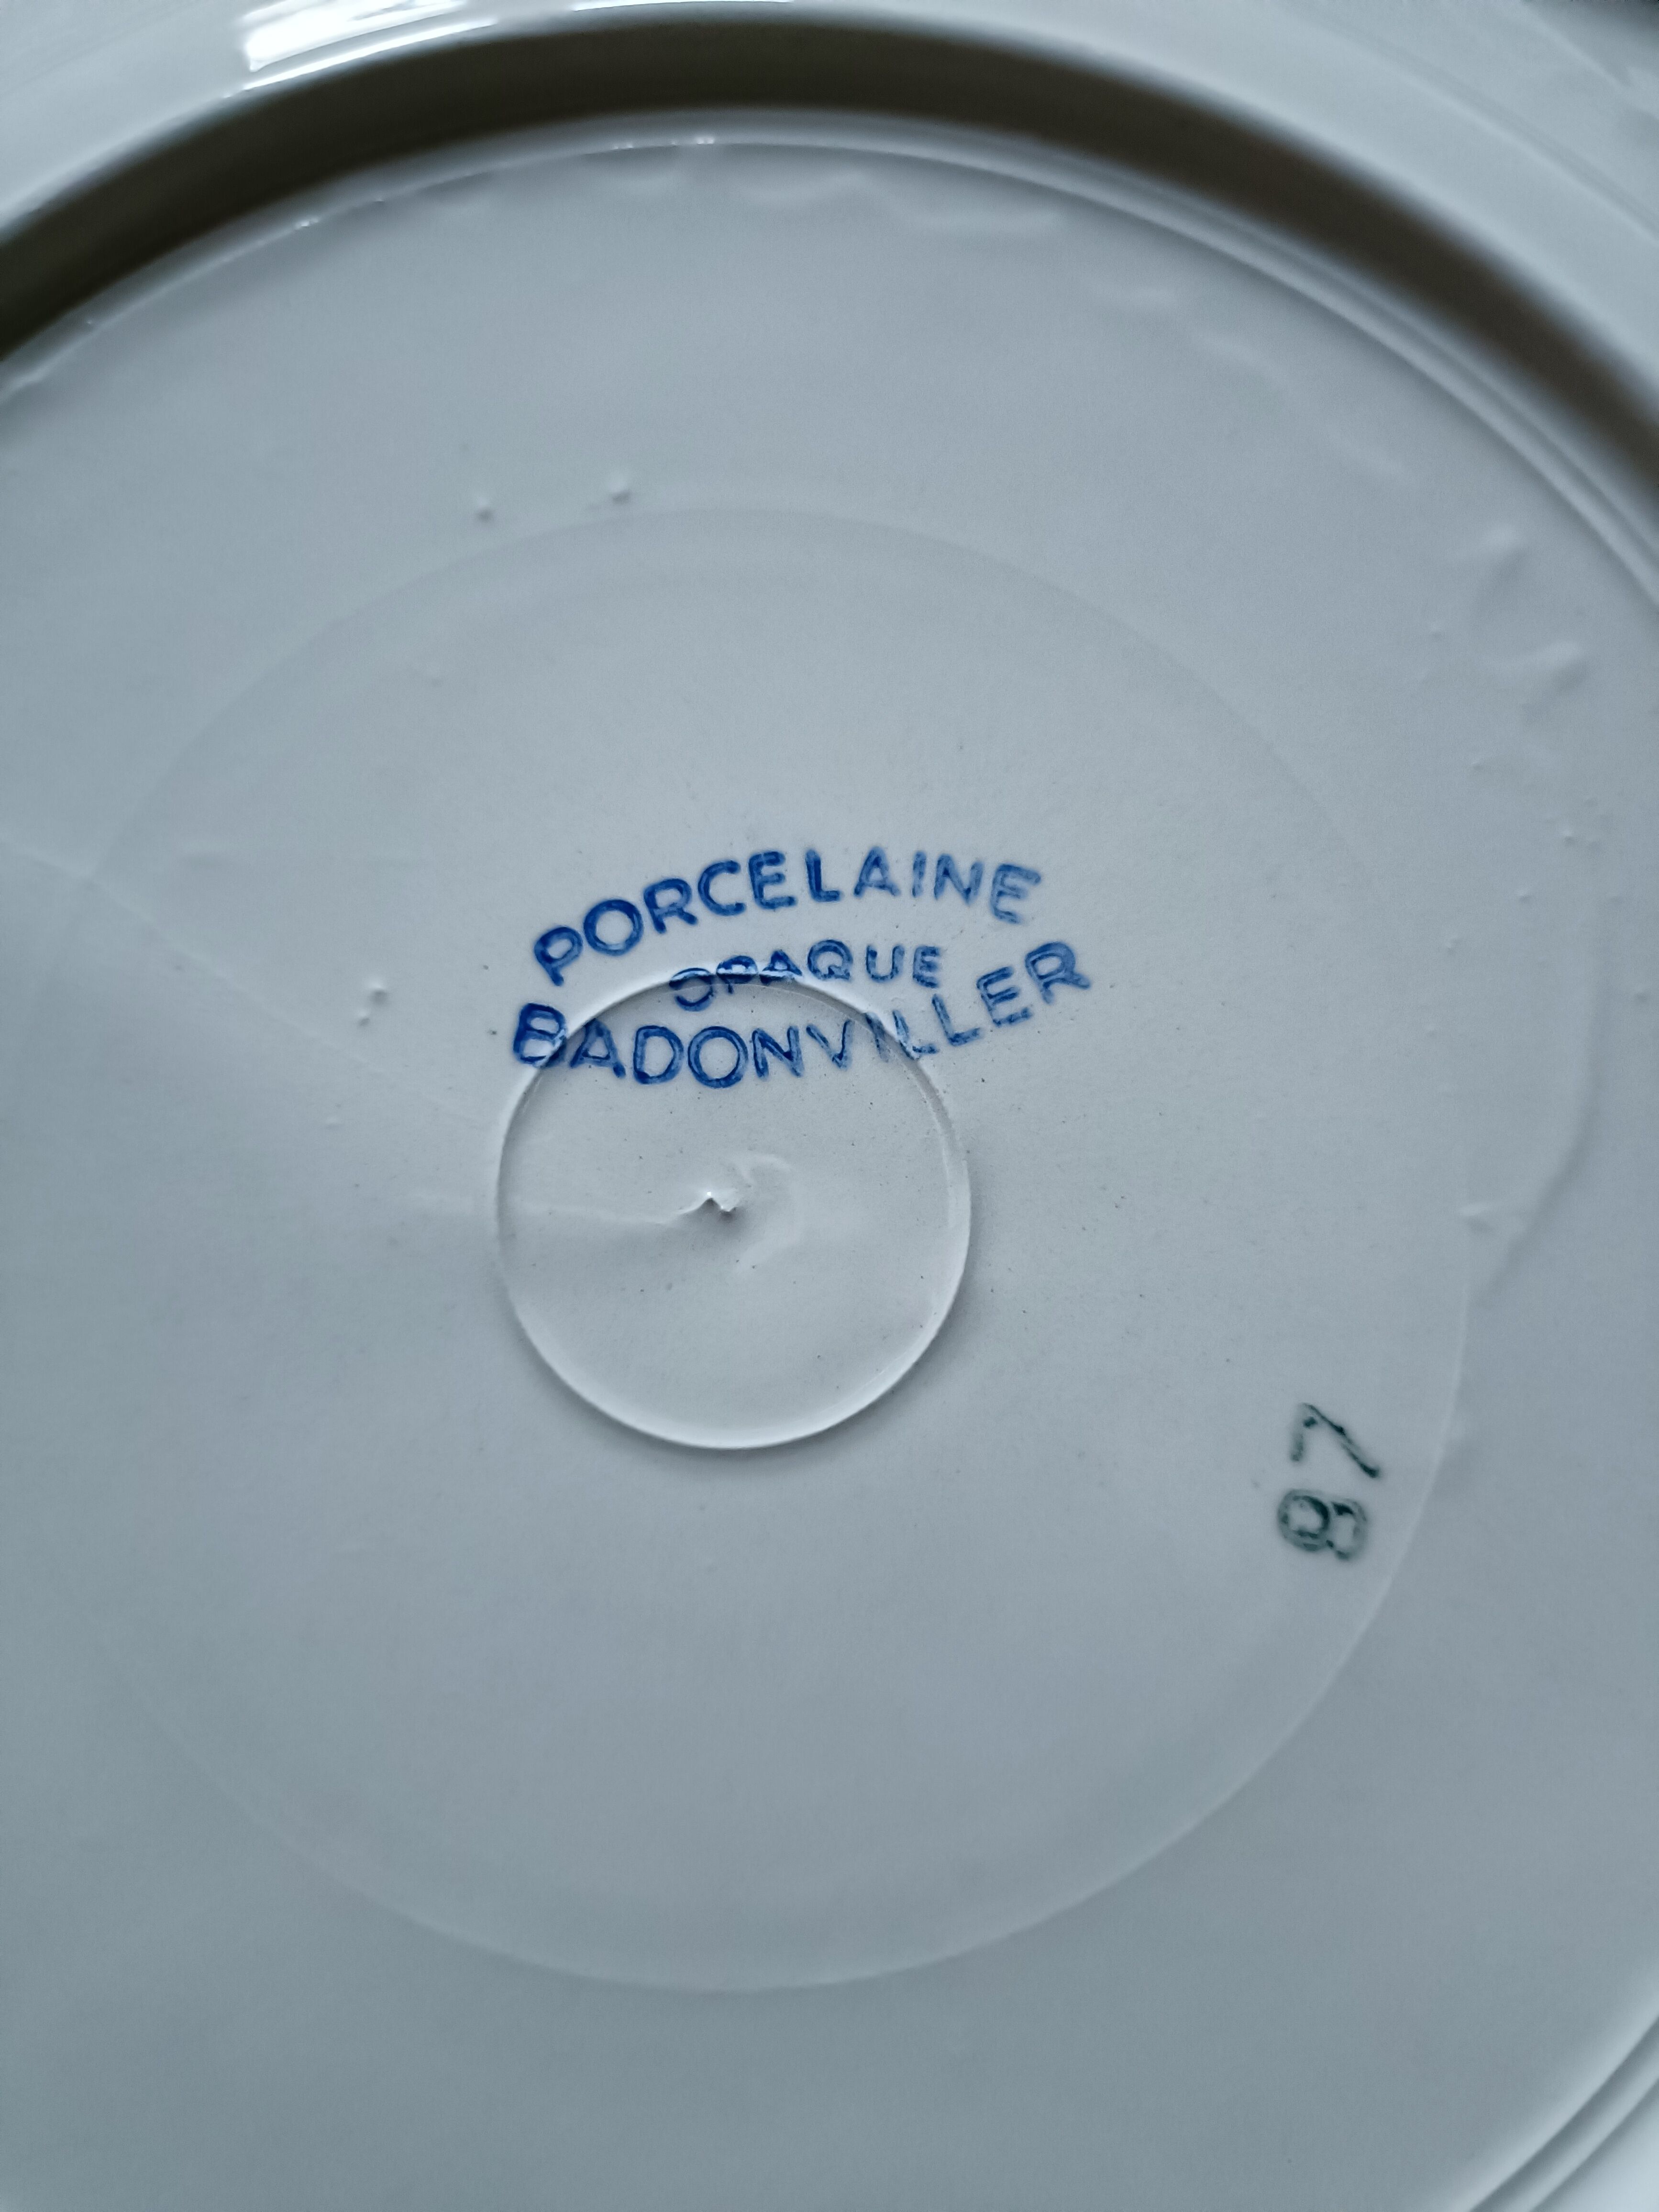 PORCELAINE
OPAQUE
BADONVILLER
87